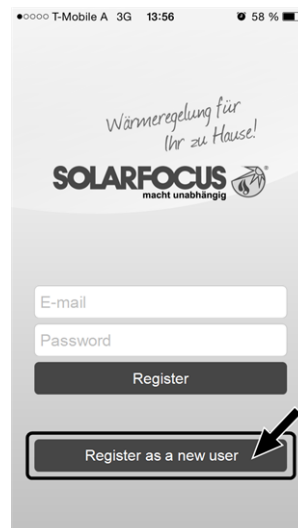 ●○○○○ T-Mobile A 3G 13:56 58 %
Wärmeregelung für
Ihr zu Hause!
SOLARFOCUS
macht unabhängig
E-mail
Password
Register
Register as a new user